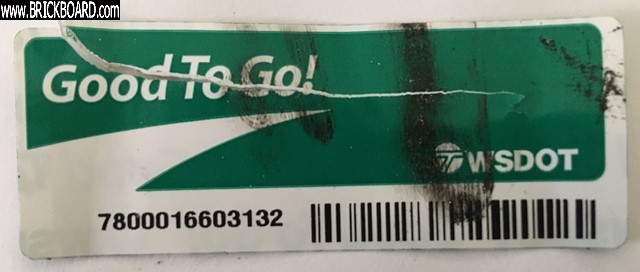 www.BRICKBOARD.com
Good To Go!
WSDOT
7800016603132